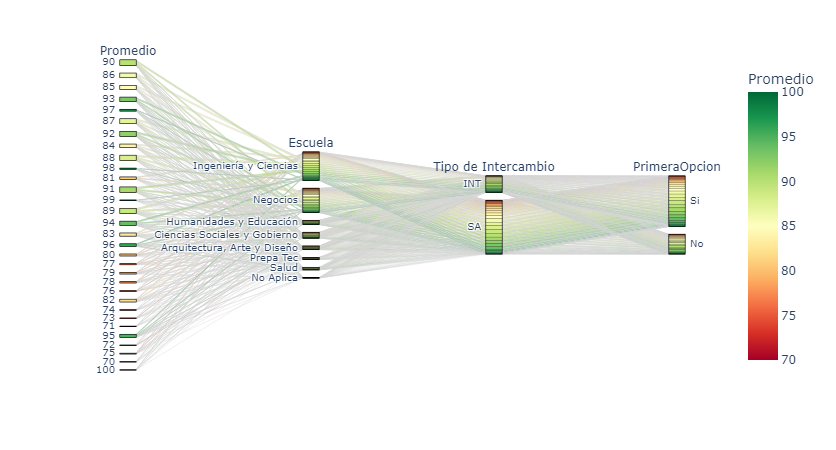 Promedio
90
86
85
93
97
87
92
84
88
98
81
91
99
89
94
83
96
80
77
79
78
76
82
74
73
71
95
72
75
70
100
Escuela
Ingeniería y Ciencias
Negocios
Humanidades y Educación
Ciencias Sociales y Gobierno
Arquitectura, Arte y Diseño
Prepa Tec
Salud
No Aplica
Tipo de Intercambio
INT
SA
PrimeraOpcion
Si
No
Promedio
100
95
90
85
80
75
70